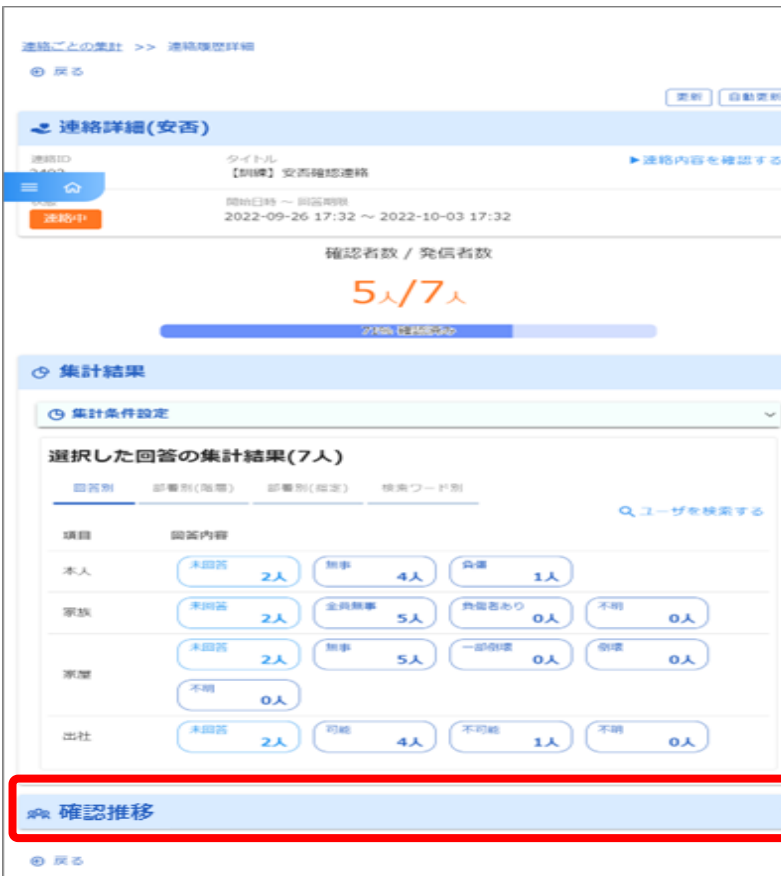 連絡ごとの集計 >> 連絡履歴詳細
戻る
更新 自動更新
連絡詳細(安否)
連絡ID タイトル ▶連絡内容を確認する
【訓練】安否確認連絡
開始日時 ～ 回答期限
連絡中 2022-09-26 17:32 ～ 2022-10-03 17:32
確認者数 / 発信者数
5人/7人
71% 確認済み
集計結果
集計条件設定
選択した回答の集計結果(7人)
回答別 部署別(階層) 部署別(指定) 検索ワード別
ユーザを検索する
項目 回答内容
本人 未回答 2人 無事 4人 負傷 1人
家族 未回答 2人 全員無事 5人 負傷者あり 0人 不明 0人
家屋 未回答 2人 無事 5人 一部倒壊 0人 倒壊 0人
不明 0人
出社 未回答 2人 可能 4人 不可能 1人 不明 0人
確認推移
戻る